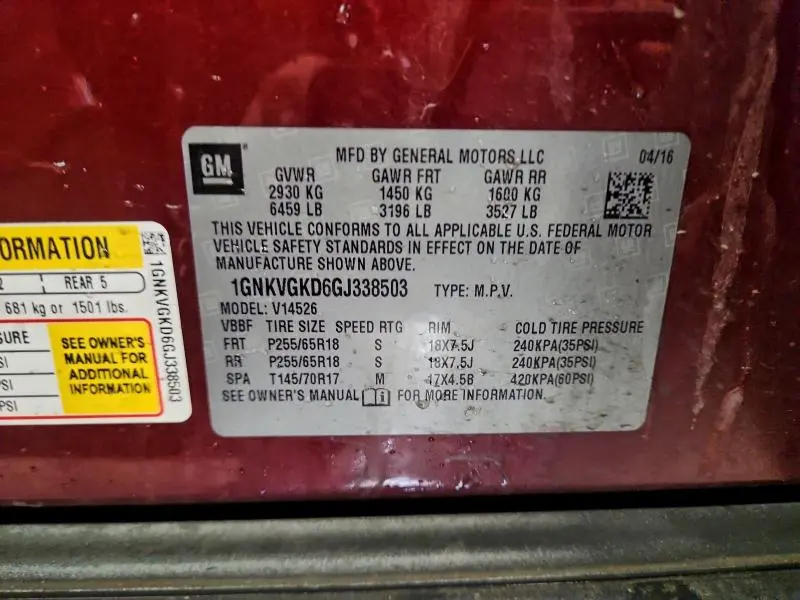 GM
MFD BY GENERAL MOTORS LLC 04/16
GVWR GAWR FRT GAWR RR
2930 KG 1450 KG 1600 KG
6459 LB 3196 LB 3527 LB
THIS VEHICLE CONFORMS TO ALL APPLICABLE U.S. FEDERAL MOTOR
VEHICLE SAFETY STANDARDS IN EFFECT ON THE DATE OF
MANUFACTURE SHOWN ABOVE.
1GNKVGKD6GJ338503 TYPE: M.P.V.
MODEL: V14526
VBBF TIRE SIZE SPEED RTG RIM COLD TIRE PRESSURE
FRT P255/65R18 S 18X7.5J 240KPA(35PSI)
RR P255/65R18 S 18X7.5J 240KPA(35PSI)
SPA T145/70R17 M 17X4.5B 420KPA(60PSI)
SEE OWNER'S MANUAL FOR MORE INFORMATION.
ORMATION
2 REAR 5
681 kg or 1501 lbs.
SURE
SI
SI
PSI
SEE OWNER'S
MANUAL FOR
ADDITIONAL
INFORMATION
1GNKVGKD6GJ338503